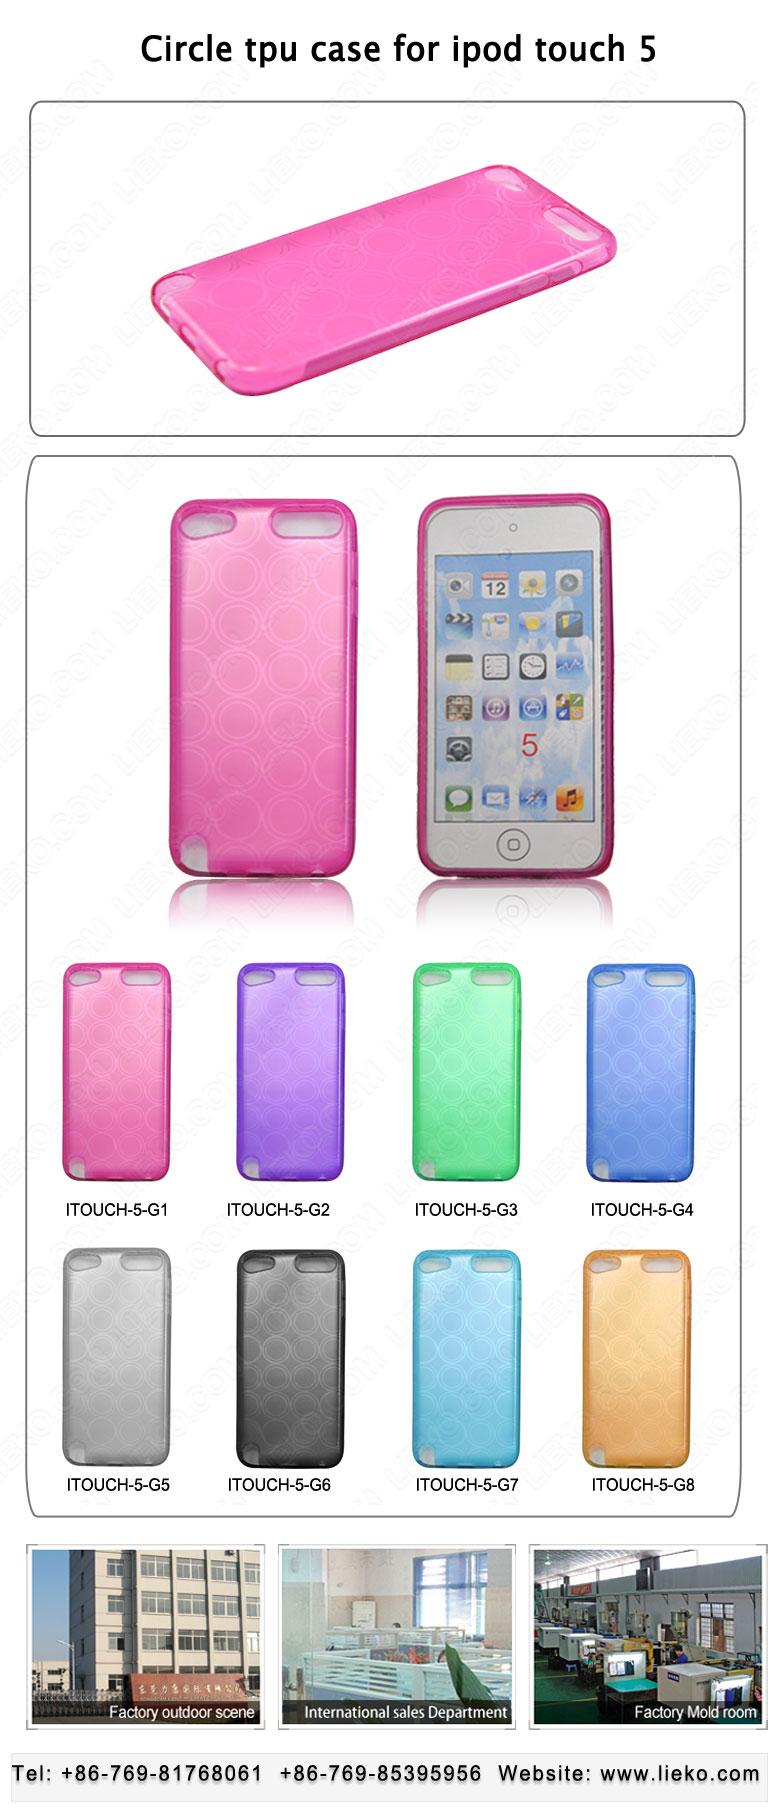 Circle tpu case for ipod touch 5
LIEKO.COM
12
5
ITOUCH-5-G1 ITOUCH-5-G2 ITOUCH-5-G3 ITOUCH-5-G4
ITOUCH-5-G5 ITOUCH-5-G6 ITOUCH-5-G7 ITOUCH-5-G8
Factory outdoor scene
International sales Department
Factory Mold room
Tel: +86-769-81768061 +86-769-85395956 Website: www.lieko.com